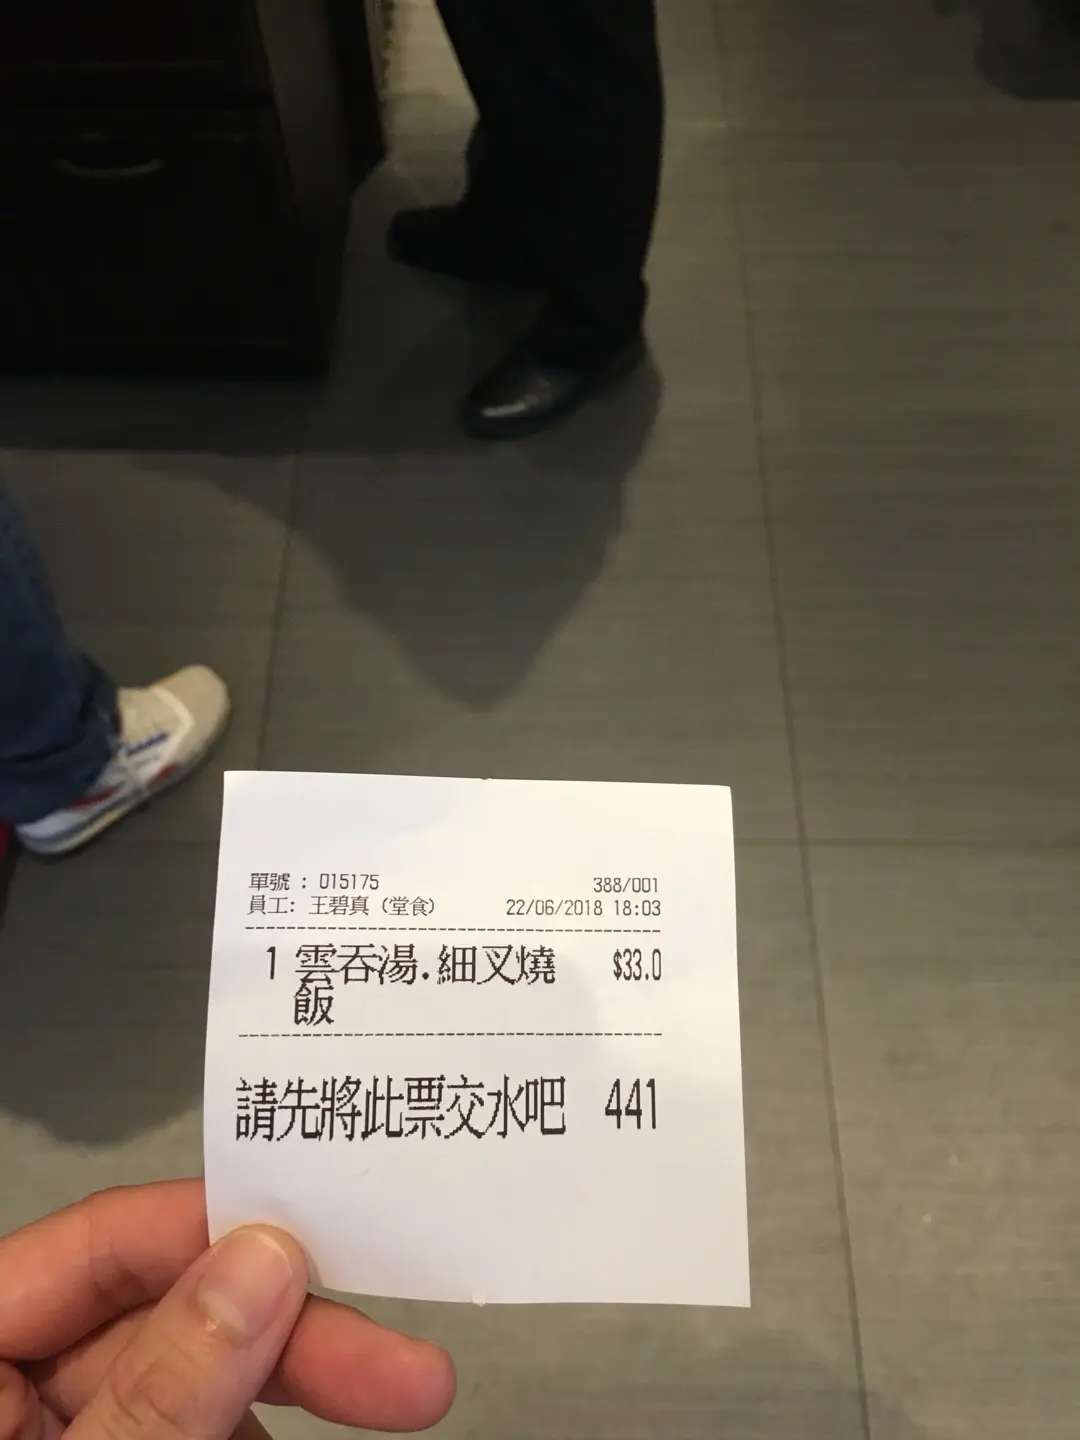 單號 : 015175 388/001
員工: 王碧真 (堂食) 22/06/2018 18:03
1 雲吞湯.細叉燒 $33.0
飯
請先將此票交水吧 441